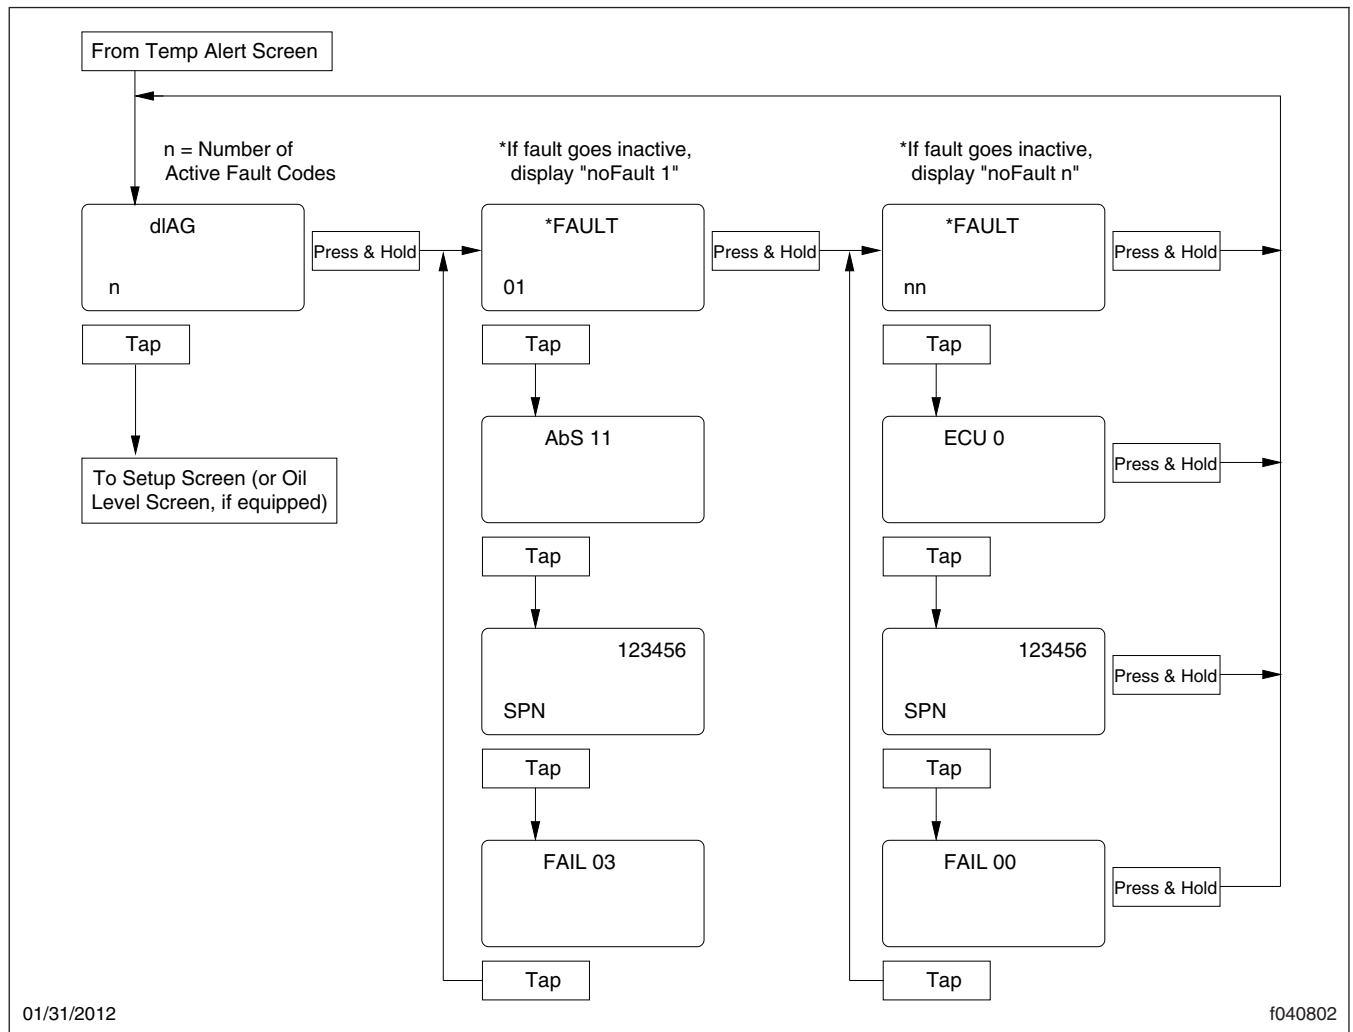 From Temp Alert Screen
n = Number of
Active Fault Codes
*If fault goes inactive,
display "noFault 1"
*If fault goes inactive,
display "noFault n"
dIAG
n
Press & Hold
*FAULT
01
Press & Hold
*FAULT
nn
Press & Hold
Tap
Tap
Tap
To Setup Screen (or Oil
Level Screen, if equipped)
AbS 11
ECU 0
Press & Hold
Tap
Tap
123456
SPN
123456
SPN
Press & Hold
Tap
Tap
FAIL 03
FAIL 00
Press & Hold
Tap
Tap
01/31/2012
f040802